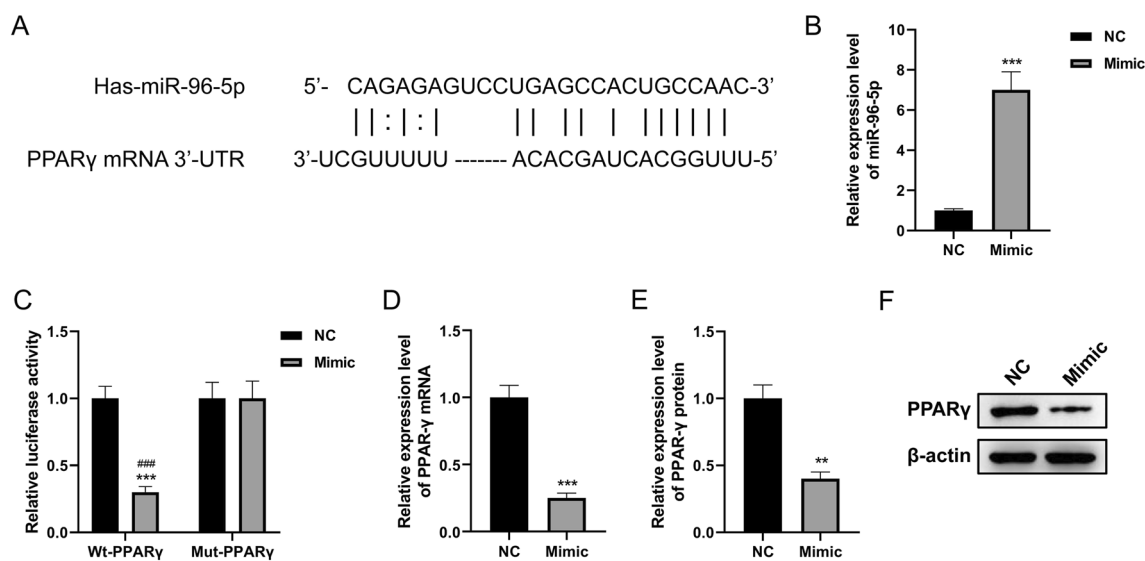 A
Has-miR-96-5p 5’- CAGAGAGUCCUGAGCCACUGCCAAC-3’
||:|:| || || | ||||||
PPARγ mRNA 3’-UTR 3’-UCGUUUUU -------ACACGAUCACGGUUU-5’
B
Relative expression level
of miR-96-5p
10
8
6
4
2
0
NC Mimic
***
NC
Mimic
C
Relative luciferase activity
1.5
1.0
0.5
0.0
###
***
Wt-PPARγ Mut-PPARγ
NC
Mimic
D
Relative expression level
of PPAR-γ mRNA
1.5
1.0
0.5
0.0
***
NC Mimic
E
Relative expression level
of PPAR-γ protein
1.5
1.0
0.5
0.0
**
NC Mimic
F
NC Mimic
PPARγ
β-actin